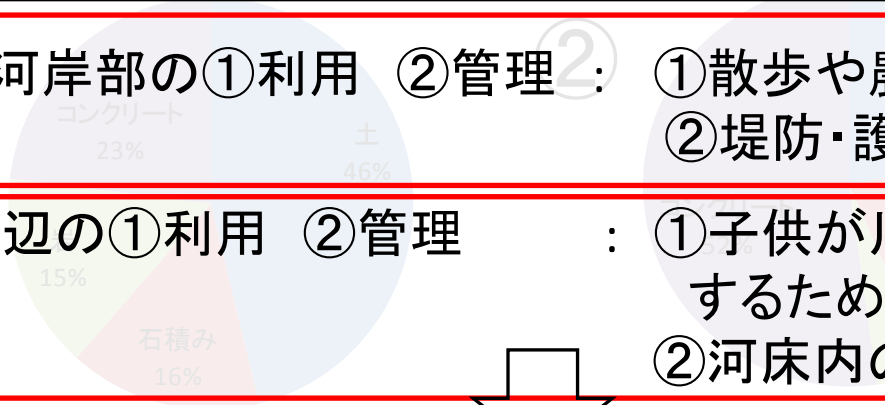 河岸部の①利用 ②管理 : ①散歩や
②堤防・護
辺の①利用 ②管理 : ①子供が
するため
②河床内の
②
コンクリート
23%
土
46%
15%
石積み
16%
52%